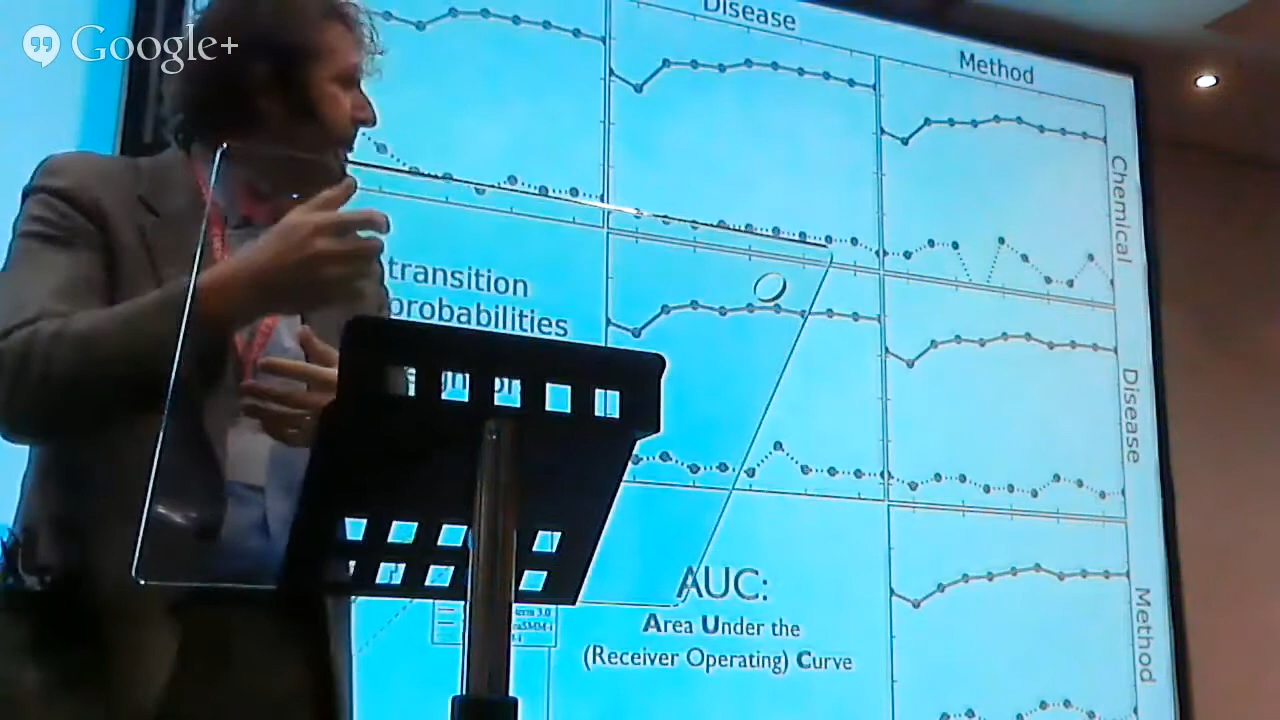 Google+
Disease
Method
Chemical
transition
probabilities
Disease
AUC:
Area Under the
(Receiver Operating) Curve
Method